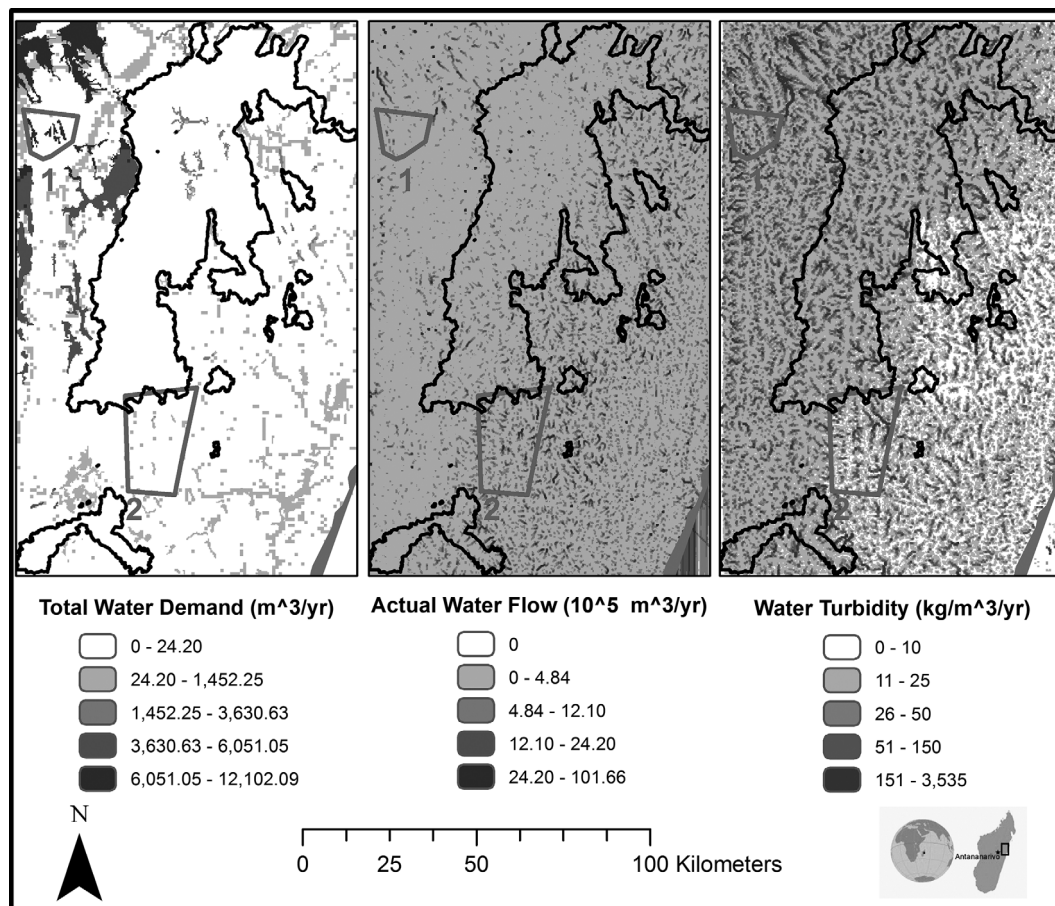 1
2
1
2
1
2
Total Water Demand (m^3/yr)
0 - 24.20
24.20 - 1,452.25
1,452.25 - 3,630.63
3,630.63 - 6,051.05
6,051.05 - 12,102.09
Actual Water Flow (10^5 m^3/yr)
0
0 - 4.84
4.84 - 12.10
12.10 - 24.20
24.20 - 101.66
Water Turbidity (kg/m^3/yr)
0 - 10
11 - 25
26 - 50
51 - 150
151 - 3,535
N
0 25 50 100 Kilometers
Antananarivo